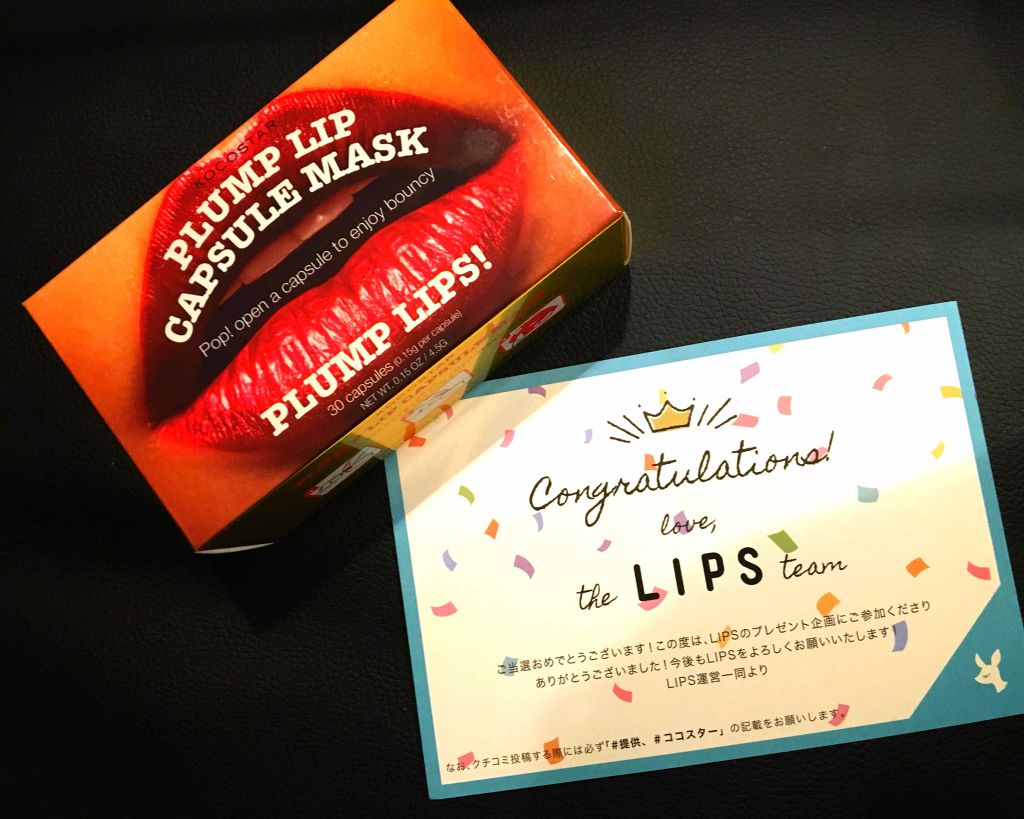 KOCOSTAR
PLUMP LIP
CAPSULE MASK
Pop! open a capsule to enjoy bouncy
PLUMP LIPS!
30 capsules (0.15g per capsule)
NET WT. 0.15 OZ / 4.5G
Congratulations!
love,
the LIPS team
ご当選おめでとうございます!この度は、LIPSのプレゼント企画にご参加くださり
ありがとうございました!今後もLIPSをよろしくお願いいたします!
LIPS運営一同より
なお、クチコミ投稿する際には必ず「#提供、#ココスター」の記載をお願いします。